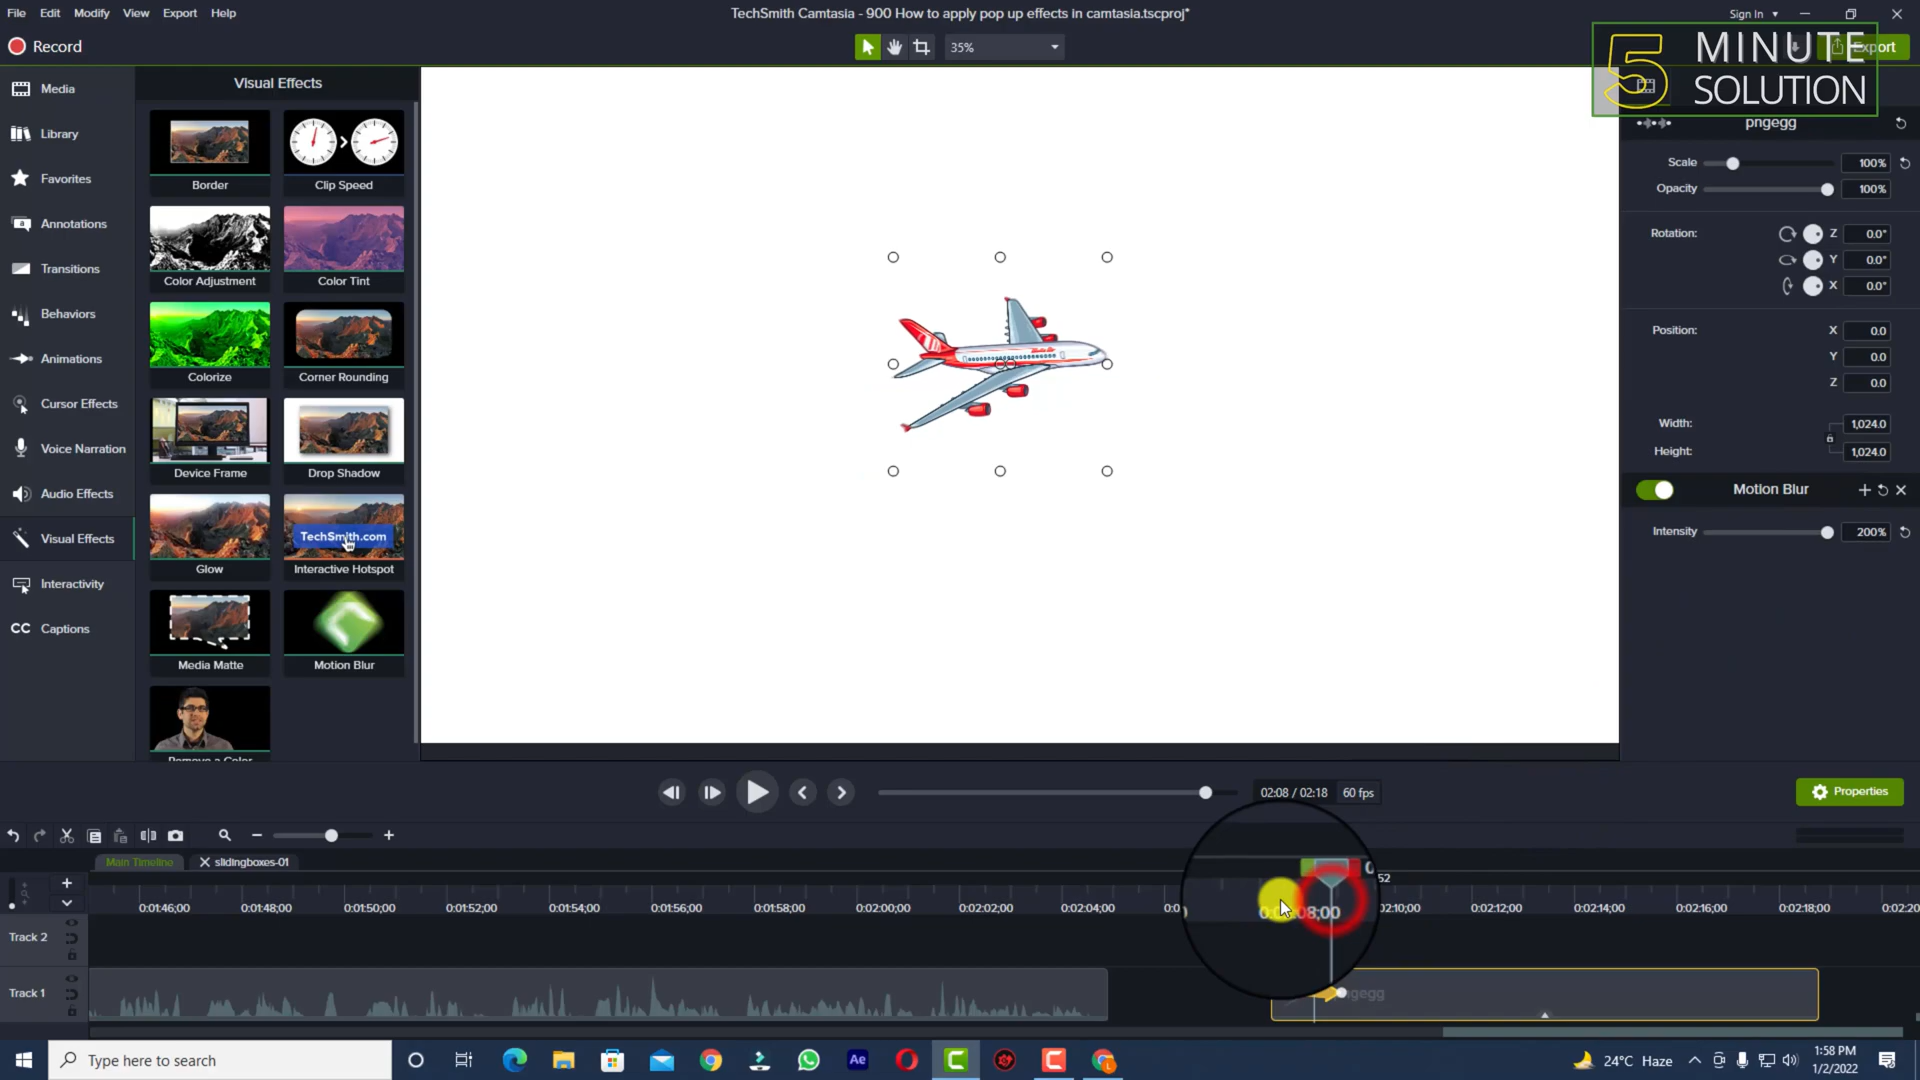 File Edit Modify View Export Help
TechSmith Camtasia - 900 How to apply pop up effects in camtasia.tscproj*
Sign In
Record
35%
Export
5 MINUTE
SOLUTION
Media
Library
Favorites
Annotations
Transitions
Behaviors
Animations
Cursor Effects
Voice Narration
Audio Effects
Visual Effects
Interactivity
CC Captions
Visual Effects
Border
Clip Speed
Color Adjustment
Color Tint
Colorize
Corner Rounding
Device Frame
Drop Shadow
Glow
TechSmith.com
Interactive Hotspot
Media Matte
Motion Blur
Remove a Color
pngegg
Scale 100%
Opacity 100%
Rotation: Z 0.0°
Y 0.0°
X 0.0°
Position: X 0.0
Y 0.0
Z 0.0
Width: 1,024.0
Height: 1,024.0
Motion Blur
Intensity 200%
02:08 / 02:18 60 fps
Properties
Main Timeline
slidingboxes-01
0:01:46;00 0:01:48;00 0:01:50;00 0:01:52;00 0:01:54;00 0:01:56;00 0:01:58;00 0:02:00;00 0:02:02;00 0:02:04;00 0:02:10;00 0:02:12;00 0:02:14;00 0:02:16;00 0:02:18;00 0:02:20
Track 2
Track 1
Type here to search
Ae
24°C Haze
1:58 PM
1/2/2022